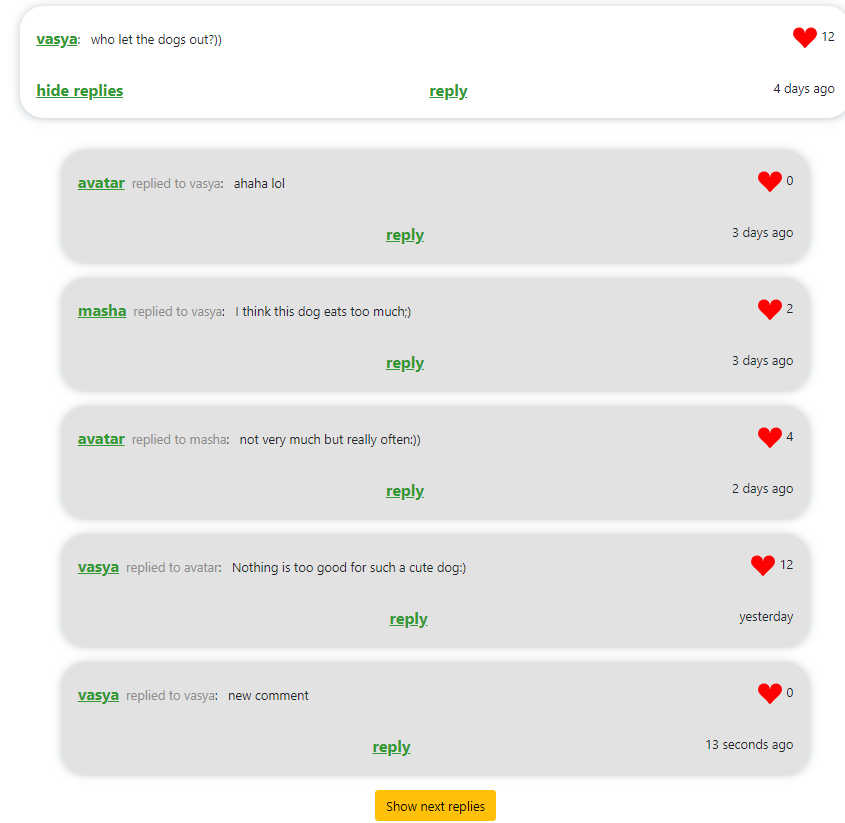 vasya: who let the dogs out?)) 12
hide replies reply 4 days ago
avatar replied to vasya: ahaha lol 0
reply 3 days ago
masha replied to vasya: I think this dog eats too much;) 2
reply 3 days ago
avatar replied to masha: not very much but really often:)) 4
reply 2 days ago
vasya replied to avatar: Nothing is too good for such a cute dog:) 12
reply yesterday
vasya replied to vasya: new comment 0
reply 13 seconds ago
Show next replies